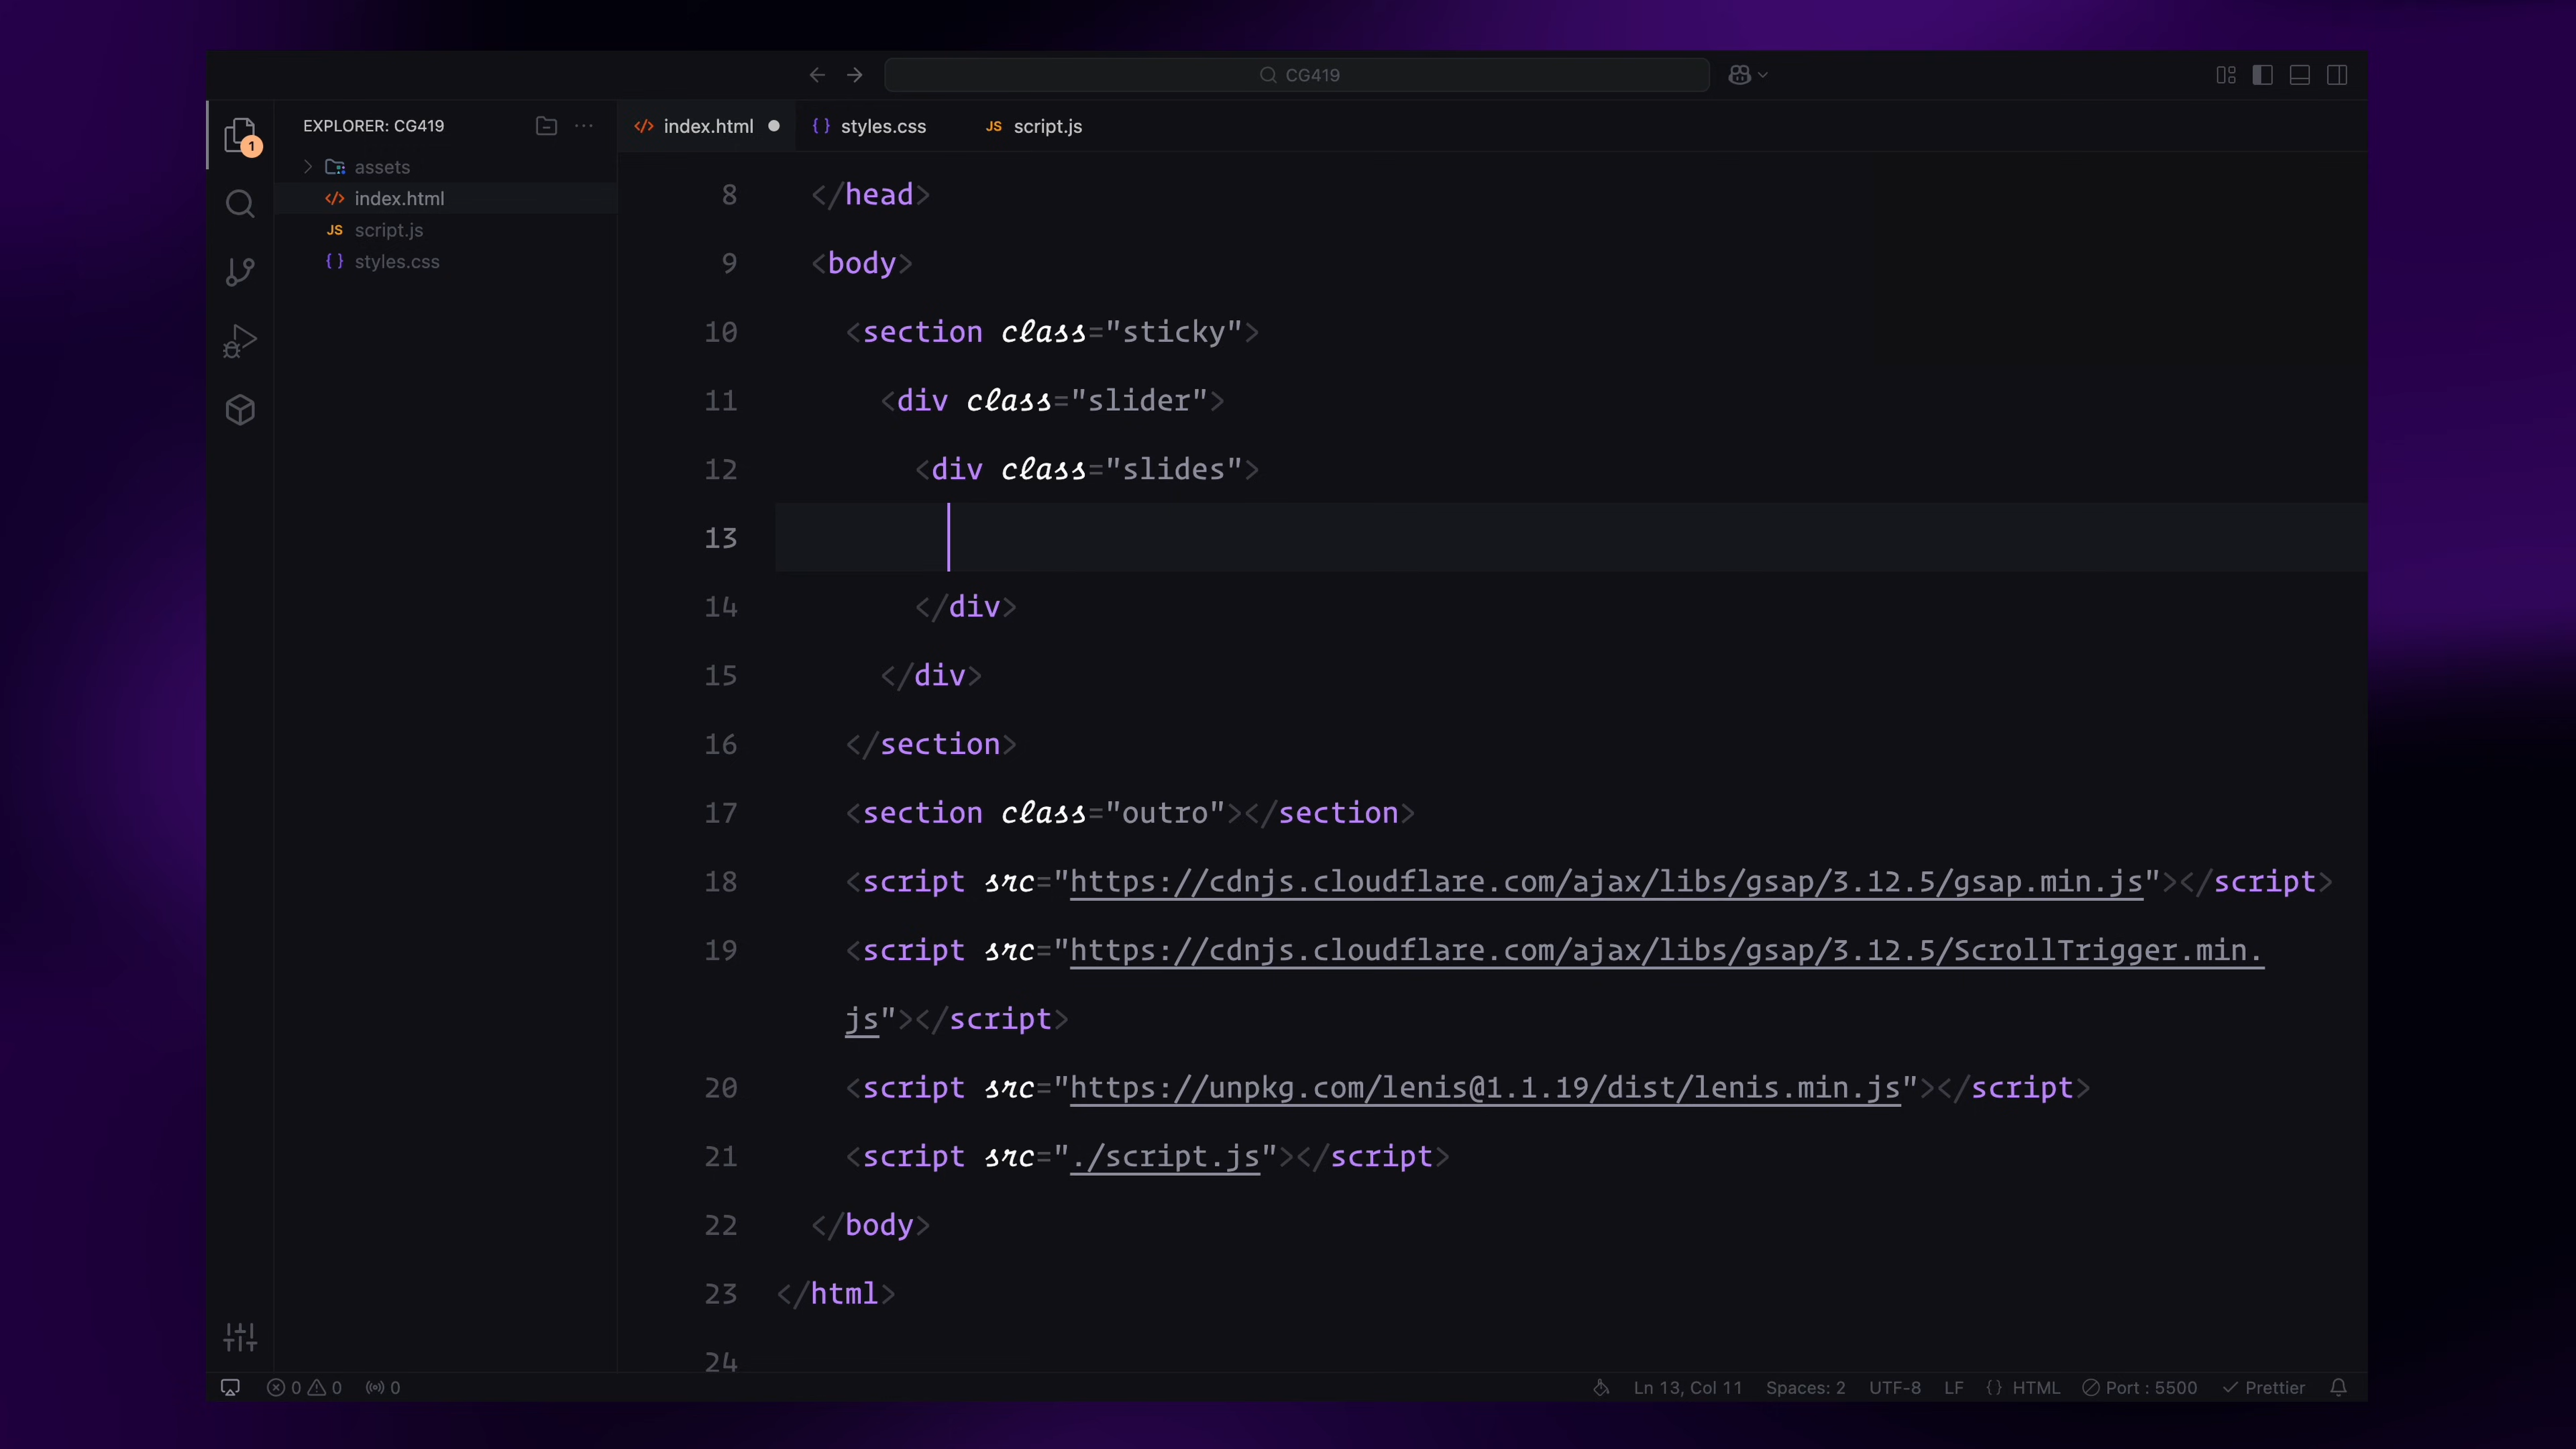 CG419
EXPLORER: CG419
1
assets
index.html
JS script.js
{ } styles.css
</> index.html
{ } styles.css
JS script.js
8 </head>
9 <body>
10 <section class="sticky">
11 <div class="slider">
12 <div class="slides">
13
14 </div>
15 </div>
16 </section>
17 <section class="outro"></section>
18 <script src="https://cdnjs.cloudflare.com/ajax/libs/gsap/3.12.5/gsap.min.js"></script>
19 <script src="https://cdnjs.cloudflare.com/ajax/libs/gsap/3.12.5/ScrollTrigger.min.
js"></script>
20 <script src="https://unpkg.com/lenis@1.1.19/dist/lenis.min.js"></script>
21 <script src="./script.js"></script>
22 </body>
23 </html>
24
0 0 0
Ln 13, Col 11 Spaces: 2 UTF-8 LF {} HTML Port : 5500 Prettier